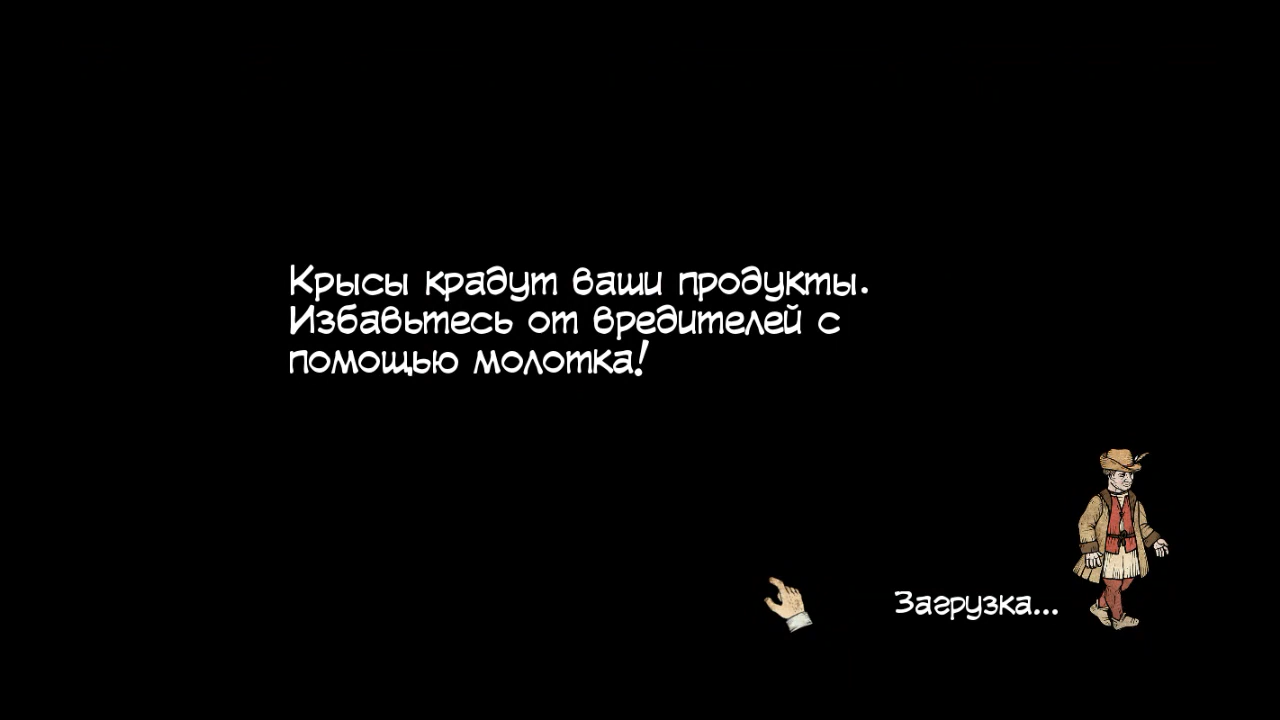 Крысы крадут ваши продукты.
Избавьтесь от вредителей с
помощью молотка!
Загрузка...